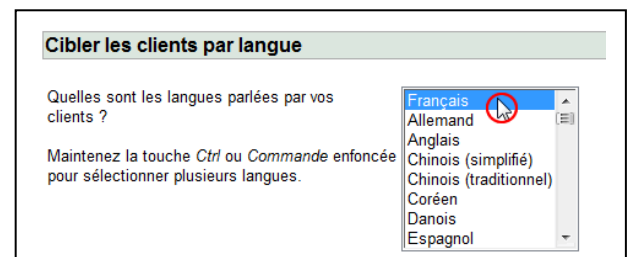 Cibler les clients par langue
Quelles sont les langues parlées par vos
clients ?
Maintenez la touche Ctrl ou Commande enfoncée
pour sélectionner plusieurs langues.
Français
Allemand
Anglais
Chinois (simplifié)
Chinois (traditionnel)
Coréen
Danois
Espagnol